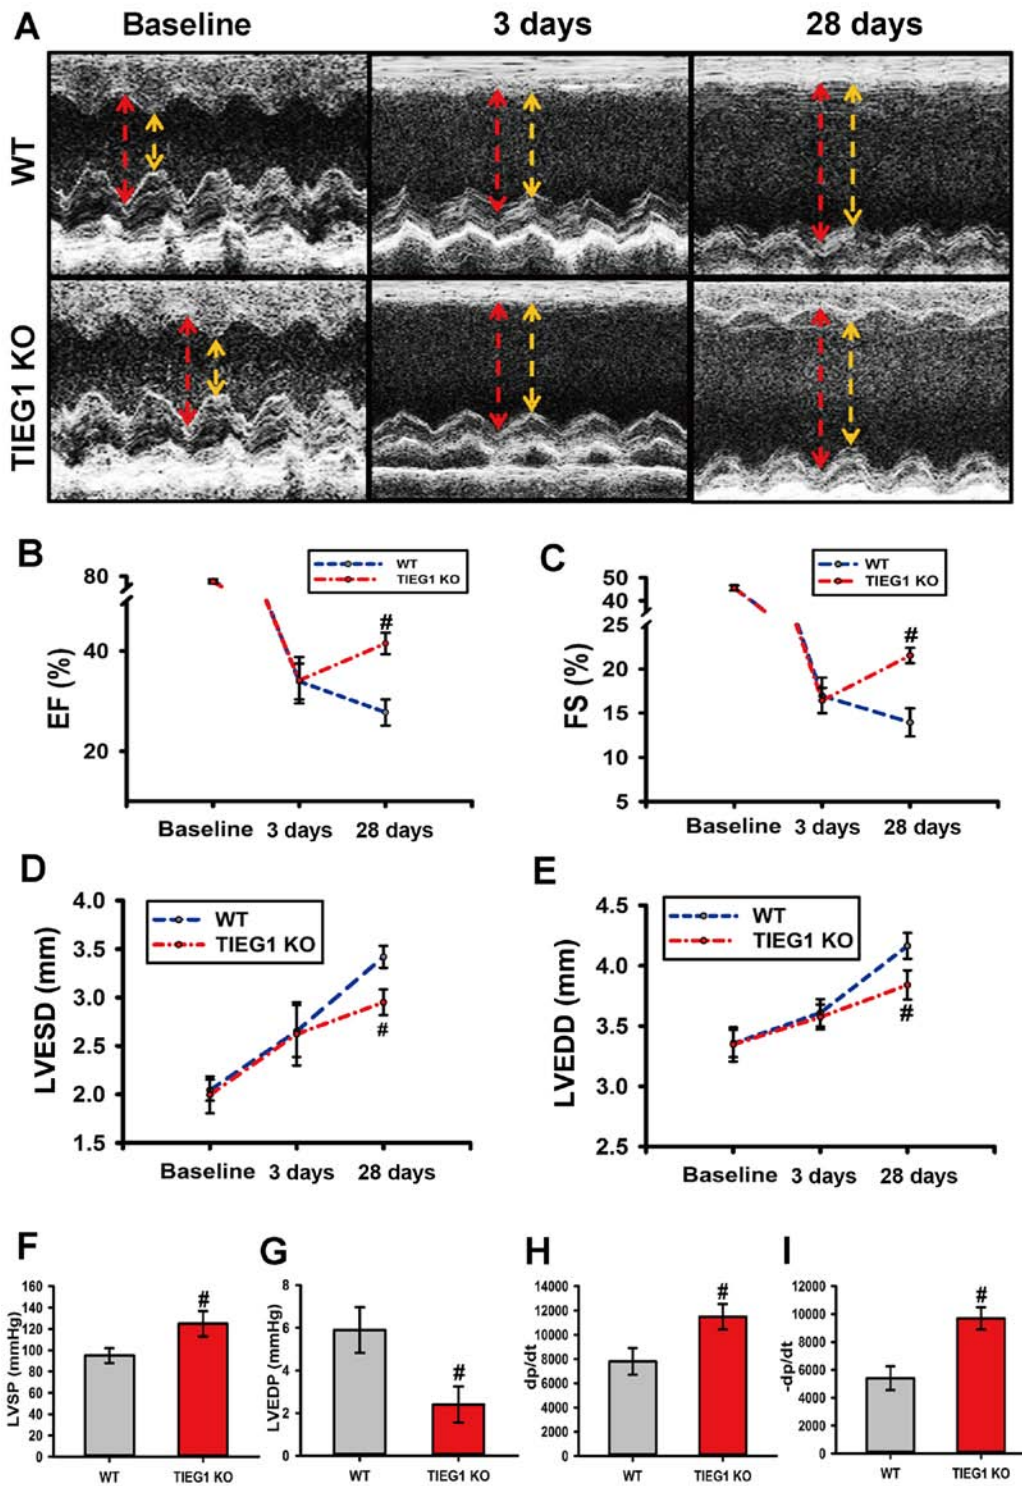 A Baseline 3 days 28 days
WT
TIEG1 KO
B
WT
TIEG1 KO
EF (%)
80
40
20
#
Baseline 3 days 28 days
C
WT
TIEG1 KO
FS (%)
50
40
25
20
15
10
5
#
Baseline 3 days 28 days
D
WT
TIEG1 KO
LVESD (mm)
4.0
3.5
3.0
2.5
2.0
1.5
#
Baseline 3 days 28 days
E
WT
TIEG1 KO
LVEDD (mm)
4.5
4.0
3.5
3.0
2.5
#
Baseline 3 days 28 days
F
LVSP (mmHg)
160
140
120
100
80
60
40
20
0
#
WT TIEG1 KO
G
LVEDP (mmHg)
8
6
4
2
0
#
WT TIEG1 KO
H
dp/dt
14000
12000
10000
8000
6000
4000
2000
0
#
WT TIEG1 KO
I
-dp/dt
12000
10000
8000
6000
4000
2000
0
#
WT TIEG1 KO